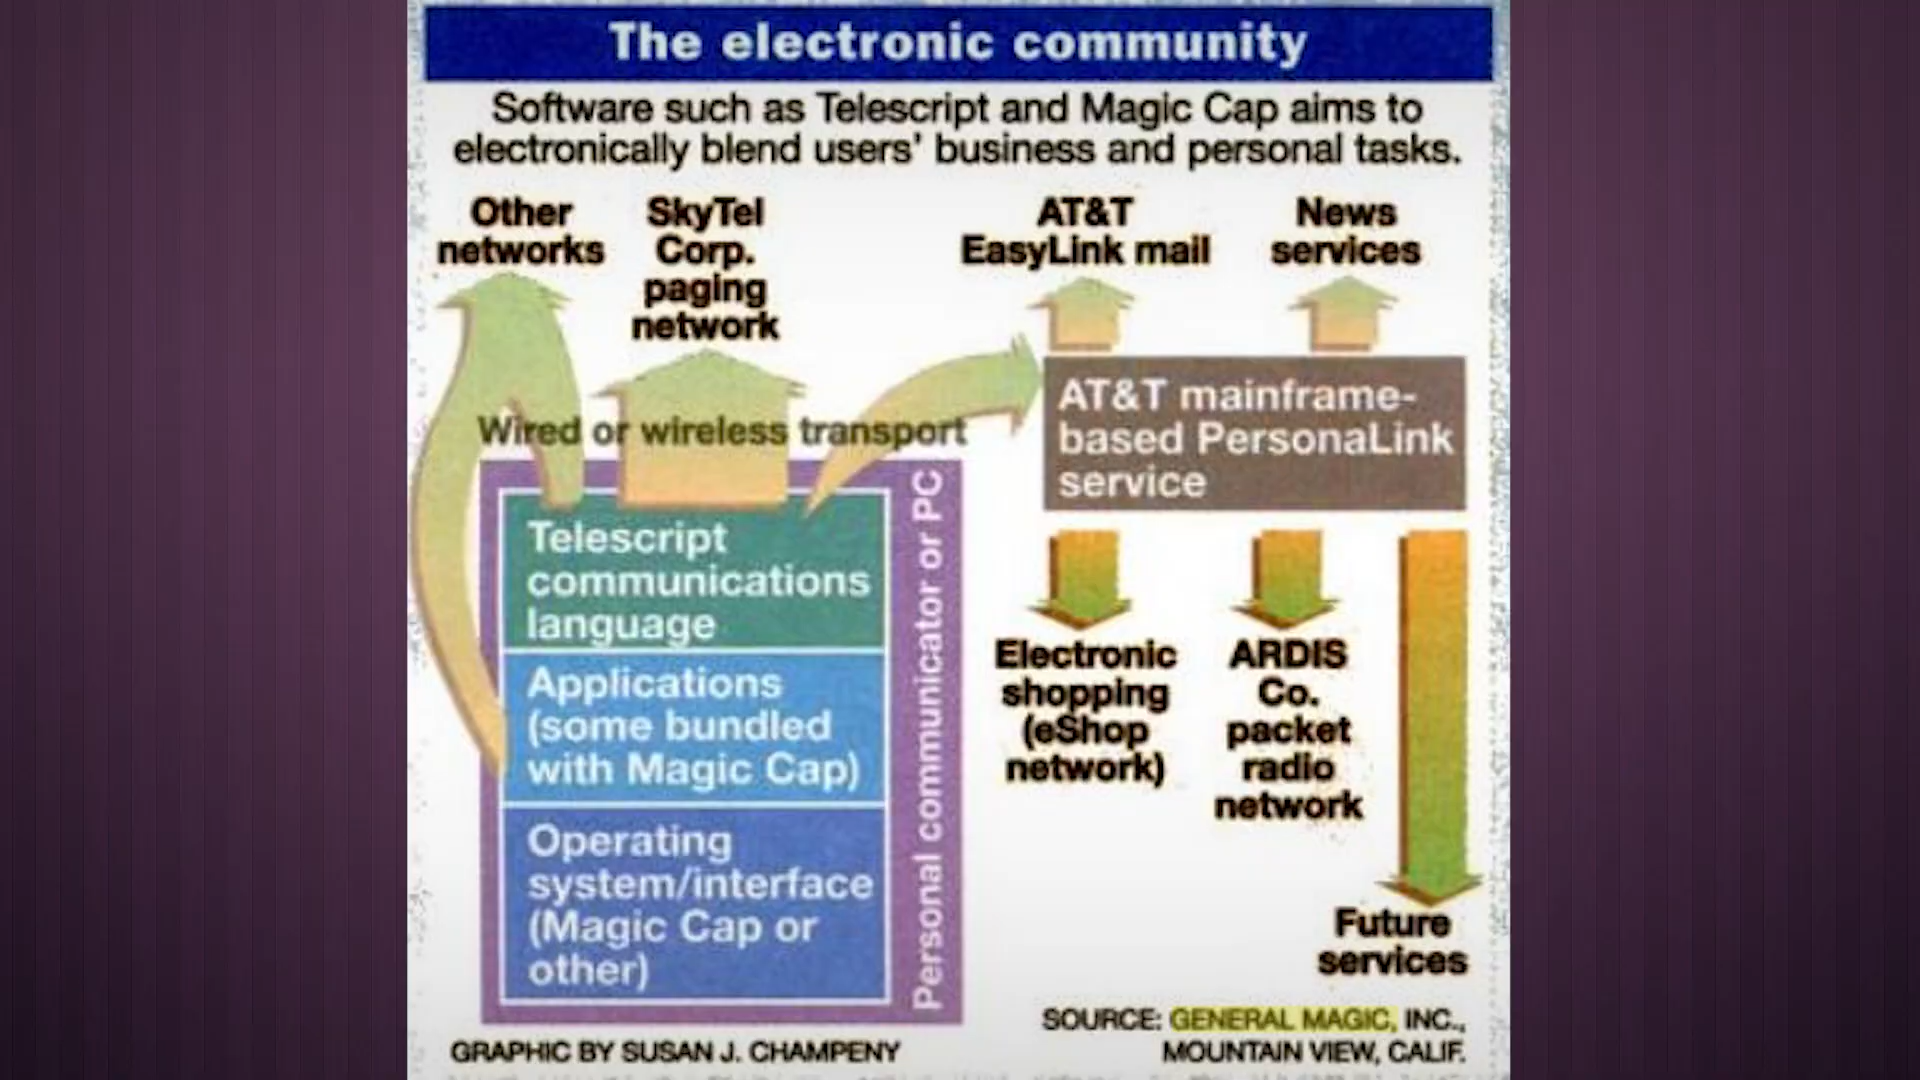 The electronic community
Software such as Telescript and Magic Cap aims to
electronically blend users' business and personal tasks.
Other
networks
SkyTel
Corp.
paging
network
AT&T
EasyLink mail
News
services
Wired or wireless transport
AT&T mainframe-
based PersonaLink
service
Telescript
communications
language
Applications
(some bundled
with Magic Cap)
Operating
system/interface
(Magic Cap or
other)
Personal communicator or PC
Electronic
shopping
(eShop
network)
ARDIS
Co.
packet
radio
network
Future
services
GRAPHIC BY SUSAN J. CHAMPENY
SOURCE: GENERAL MAGIC, INC.,
MOUNTAIN VIEW, CALIF.